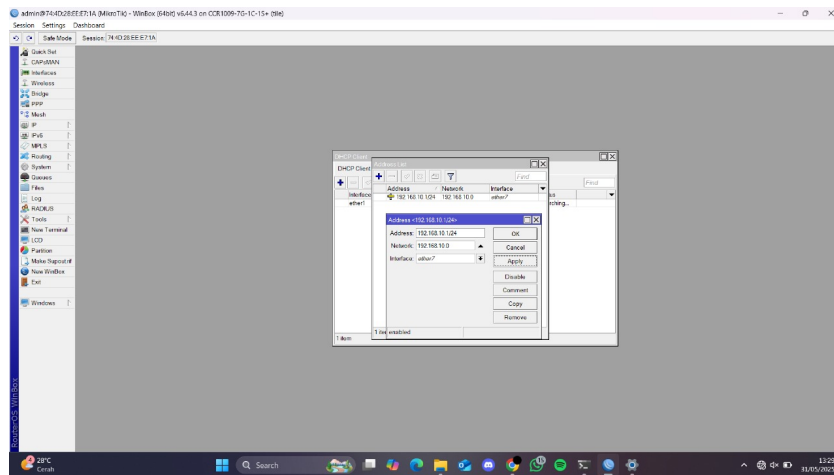 admin@74:4D:28:EE:E7:1A (MikroTik) - WinBox (64bit) v6.44.3 on CCR1009-7G-1C-1S+ (tile)
Session Settings Dashboard
Safe Mode Session: 74:4D:28:EE:E7:1A
Quick Set
CAPsMAN
Interfaces
Wireless
Bridge
PPP
Mesh
IP
IPv6
MPLS
Routing
System
Queues
Files
Log
RADIUS
Tools
New Terminal
LCD
Partition
Make Supout.rif
New WinBox
Exit
Windows
RouterOS WinBox
DHCP Client
DHCP Client
Find
Interface
ether1
rching...
1 item
Address List
Find
Address Network Interface
192.168.10.1/24 192.168.10.0 ether7
Address <192.168.10.1/24>
Address: 192.168.10.1/24
Network: 192.168.10.0
Interface: ether7
OK
Cancel
Apply
Disable
Comment
Copy
Remove
enabled
28°C
Cerah
Search
13:29
31/05/2025